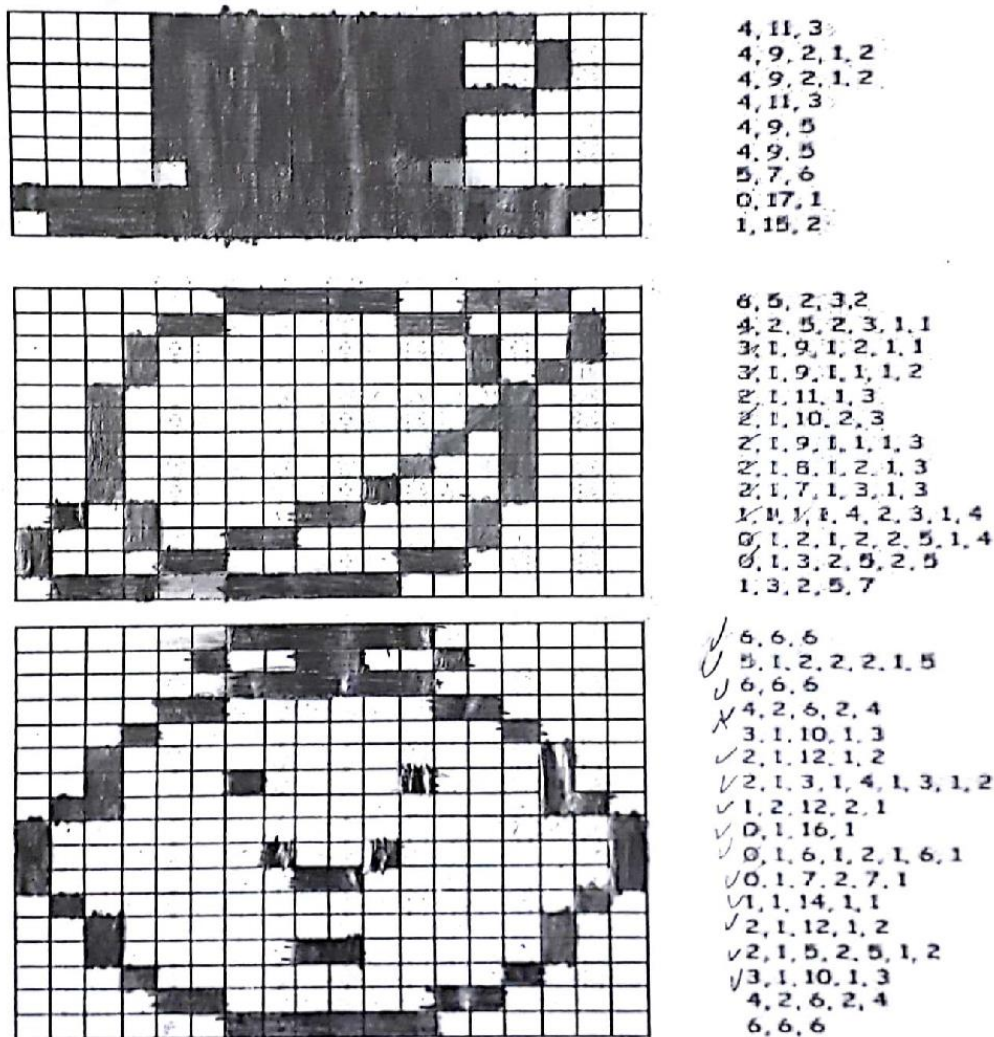 4, 11, 3
4, 9, 2, 1, 2
4, 9, 2, 1, 2
4, 11, 3
4, 9, 5
4, 9, 5
5, 7, 6
0, 17, 1
1, 15, 2
6, 5, 2, 3, 2
4, 2, 5, 2, 3, 1, 1
3, 1, 9, 1, 2, 1, 1
3, 1, 9, 1, 1, 1, 2
2, 1, 11, 1, 3
2, 1, 10, 2, 3
2, 1, 9, 1, 1, 1, 3
2, 1, 8, 1, 2, 1, 3
2, 1, 7, 1, 3, 1, 3
1, 1, 1, 1, 4, 2, 3, 1, 4
0, 1, 2, 1, 2, 2, 5, 1, 4
0, 1, 3, 2, 5, 2, 5
1, 3, 2, 5, 7
6, 6, 6
5, 1, 2, 2, 2, 1, 5
6, 6, 6
4, 2, 6, 2, 4
3, 1, 10, 1, 3
2, 1, 12, 1, 2
2, 1, 3, 1, 4, 1, 3, 1, 2
1, 2, 12, 2, 1
0, 1, 16, 1
0, 1, 6, 1, 2, 1, 6, 1
0, 1, 7, 2, 7, 1
1, 1, 14, 1, 1
2, 1, 12, 1, 2
2, 1, 5, 2, 5, 1, 2
3, 1, 10, 1, 3
4, 2, 6, 2, 4
6, 6, 6